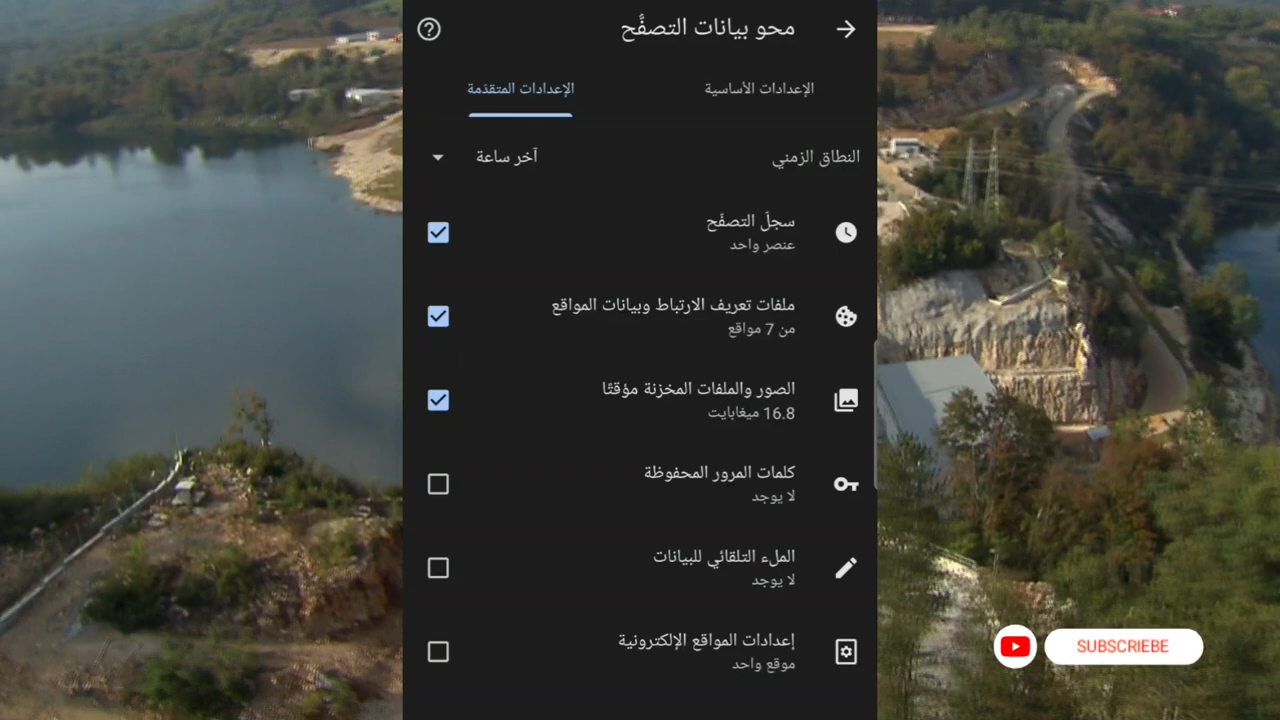 محو بيانات التصفُّح
الإعدادات الأساسية
الإعدادات المتقدّمة
النطاق الزمني
آخر ساعة
سجلّ التصفّح
عنصر واحد
ملفات تعريف الارتباط وبيانات المواقع
من 7 مواقع
الصور والملفات المخزنة مؤقتًا
16.8 ميغابايت
كلمات المرور المحفوظة
لا يوجد
الملء التلقائي للبيانات
لا يوجد
إعدادات المواقع الإلكترونية
موقع واحد
SUBSCRIEBE